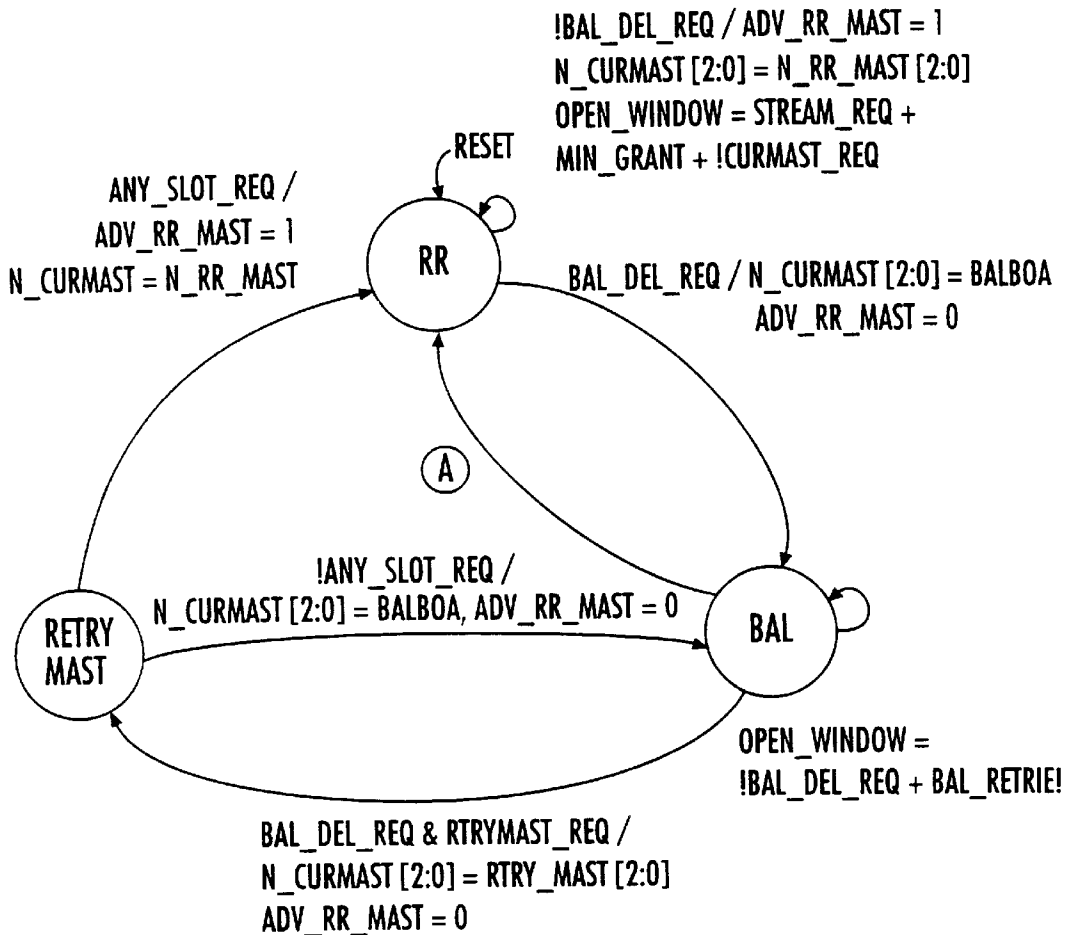 !BAL_DEL_REQ / ADV_RR_MAST = 1
N_CURMAST [2:0] = N_RR_MAST [2:0]
OPEN_WINDOW = STREAM_REQ +
MIN_GRANT + !CURMAST_REQ
RESET
ANY_SLOT_REQ /
ADV_RR_MAST = 1
N_CURMAST = N_RR_MAST
RR
BAL_DEL_REQ / N_CURMAST [2:0] = BALBOA
ADV_RR_MAST = 0
A
!ANY_SLOT_REQ /
N_CURMAST [2:0] = BALBOA, ADV_RR_MAST = 0
RETRY
MAST
BAL
OPEN_WINDOW =
!BAL_DEL_REQ + BAL_RETRIE!
BAL_DEL_REQ & RTRYMAST_REQ /
N_CURMAST [2:0] = RTRY_MAST [2:0]
ADV_RR_MAST = 0